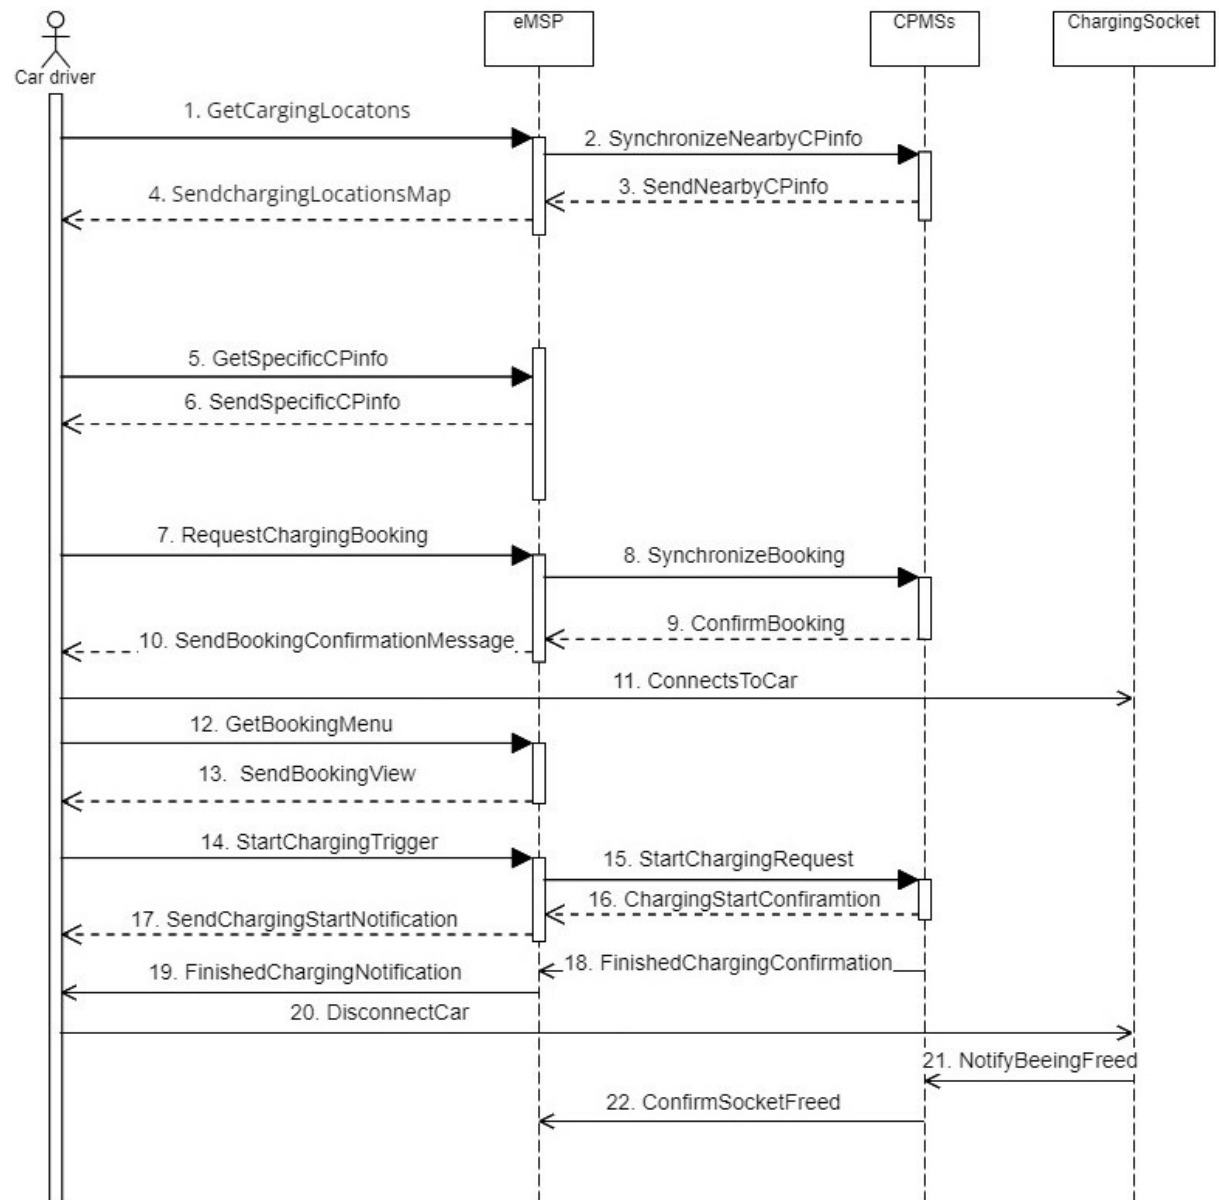 eMSP
CPMSs
ChargingSocket
Car driver
1. GetCargingLocatons
2. SynchronizeNearbyCPinfo
3. SendNearbyCPinfo
4. SendchargingLocationsMap
5. GetSpecificCPinfo
6. SendSpecificCPinfo
7. RequestChargingBooking
8. SynchronizeBooking
9. ConfirmBooking
10. SendBookingConfirmationMessage
11. ConnectsToCar
12. GetBookingMenu
13. SendBookingView
14. StartChargingTrigger
15. StartChargingRequest
16. ChargingStartConfiramtion
17. SendChargingStartNotification
18. FinishedChargingConfirmation
19. FinishedChargingNotification
20. DisconnectCar
21. NotifyBeeingFreed
22. ConfirmSocketFreed